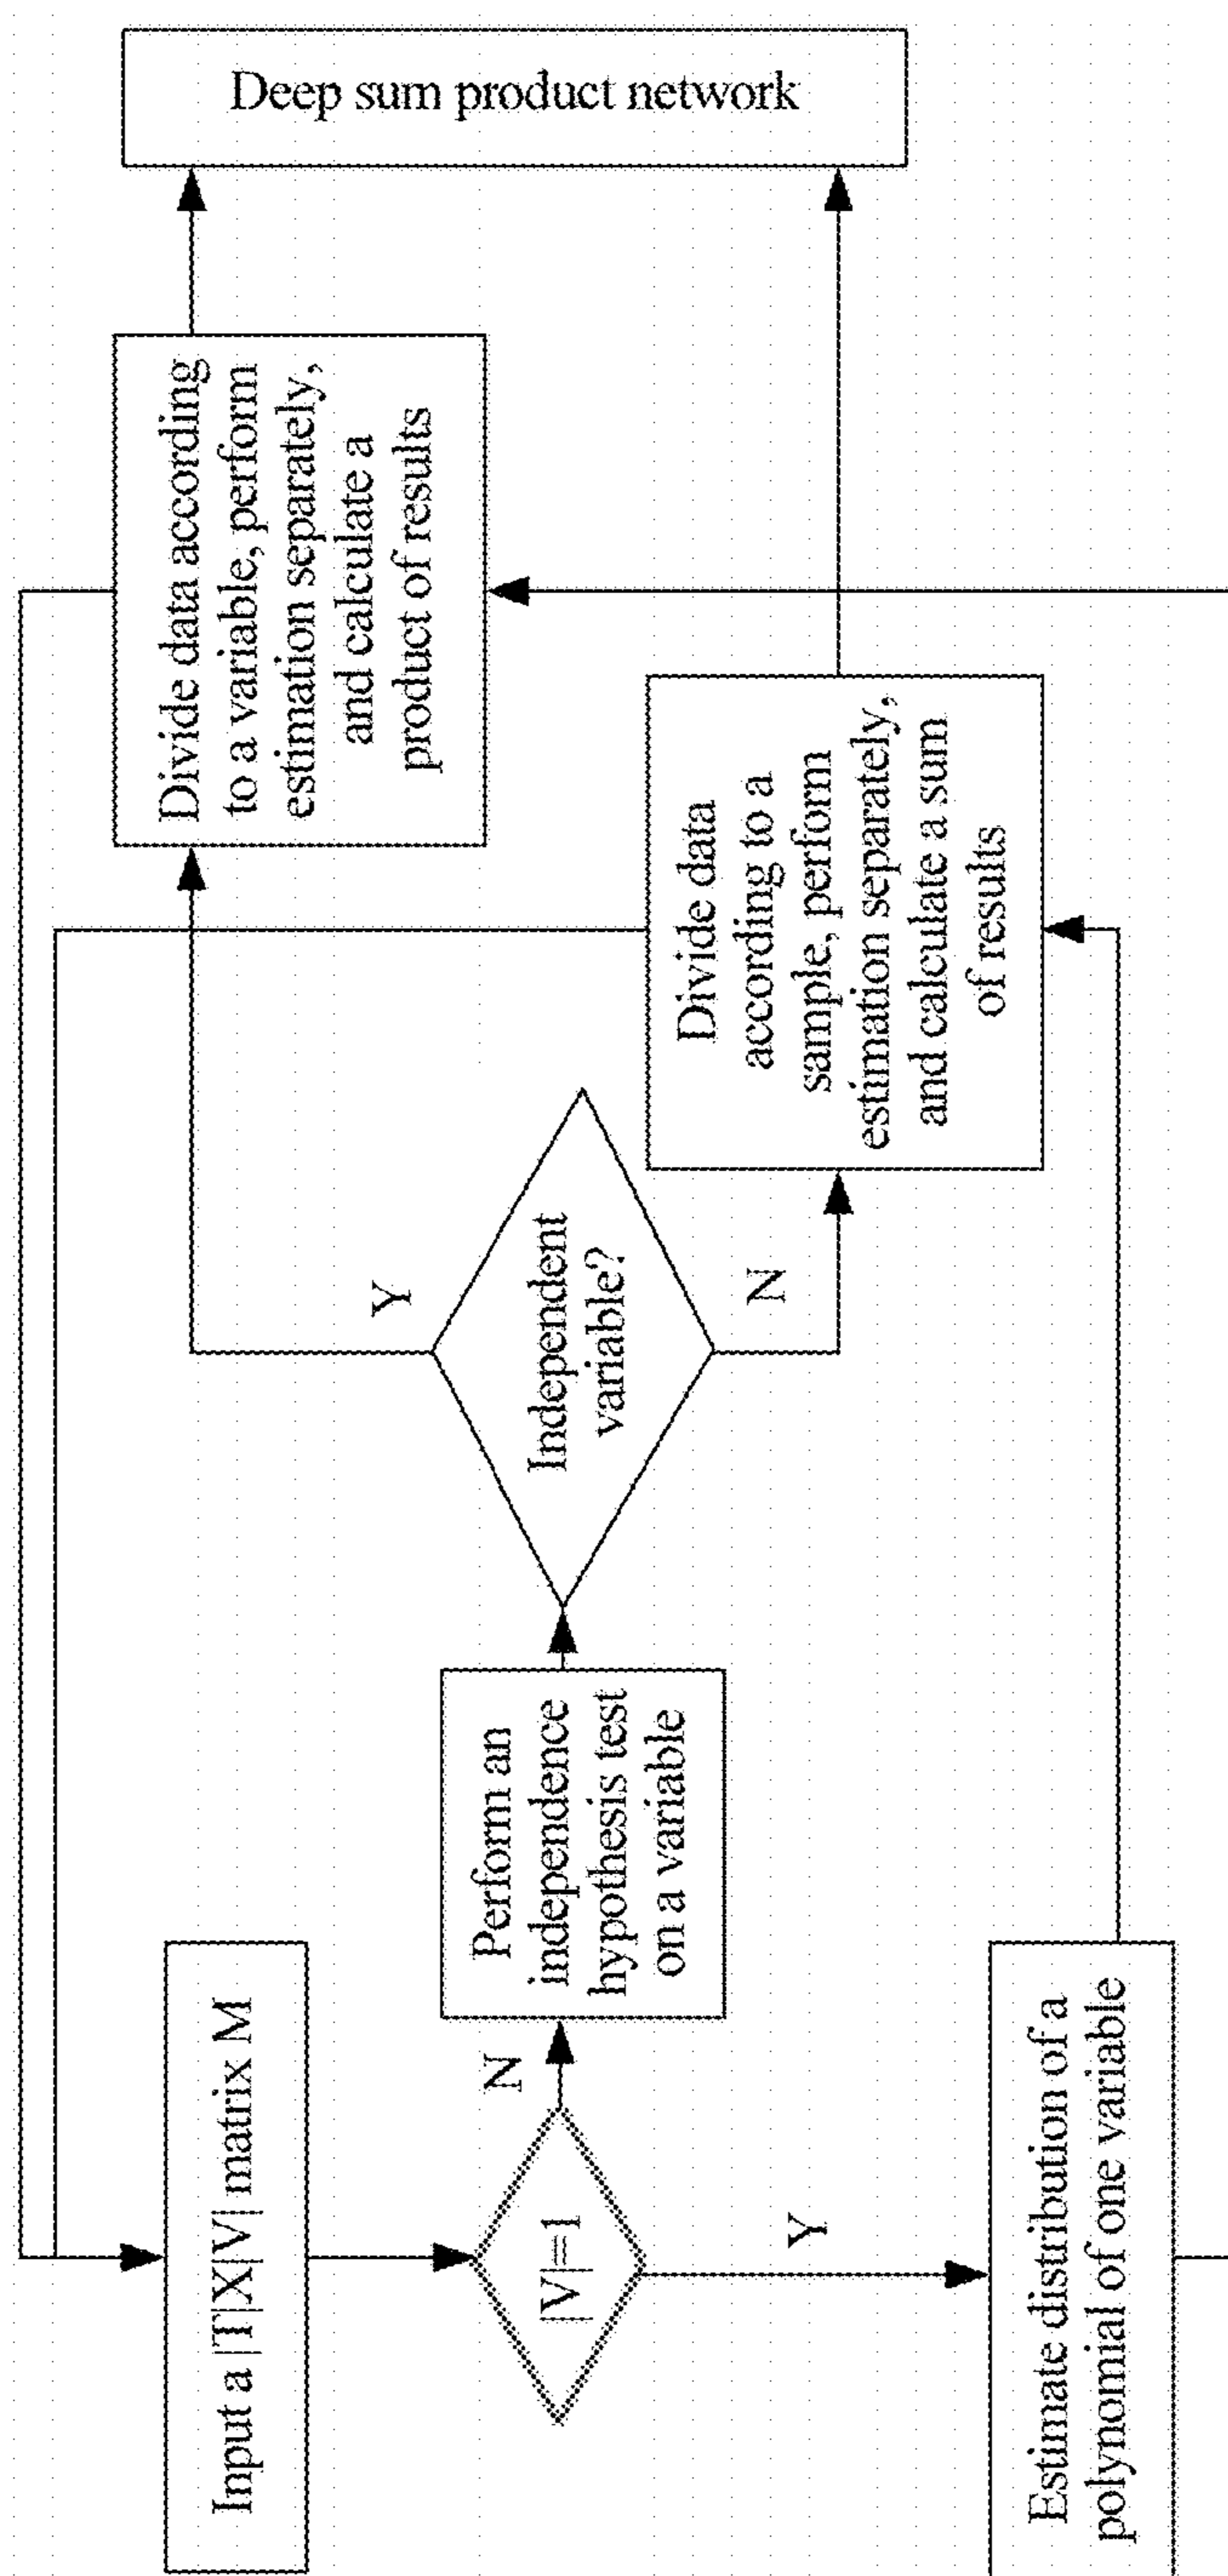 Input a |T|X|V| matrix M
|V|=1
N
Y
Estimate distribution of a
polynomial of one variable
Perform an
independence
hypothesis test
on a variable
Independent
variable?
Y
N
Divide data according
to a variable, perform
estimation separately,
and calculate a
product of results
Divide data
according to a
sample, perform
estimation separately,
and calculate a sum
of results
Deep sum product network